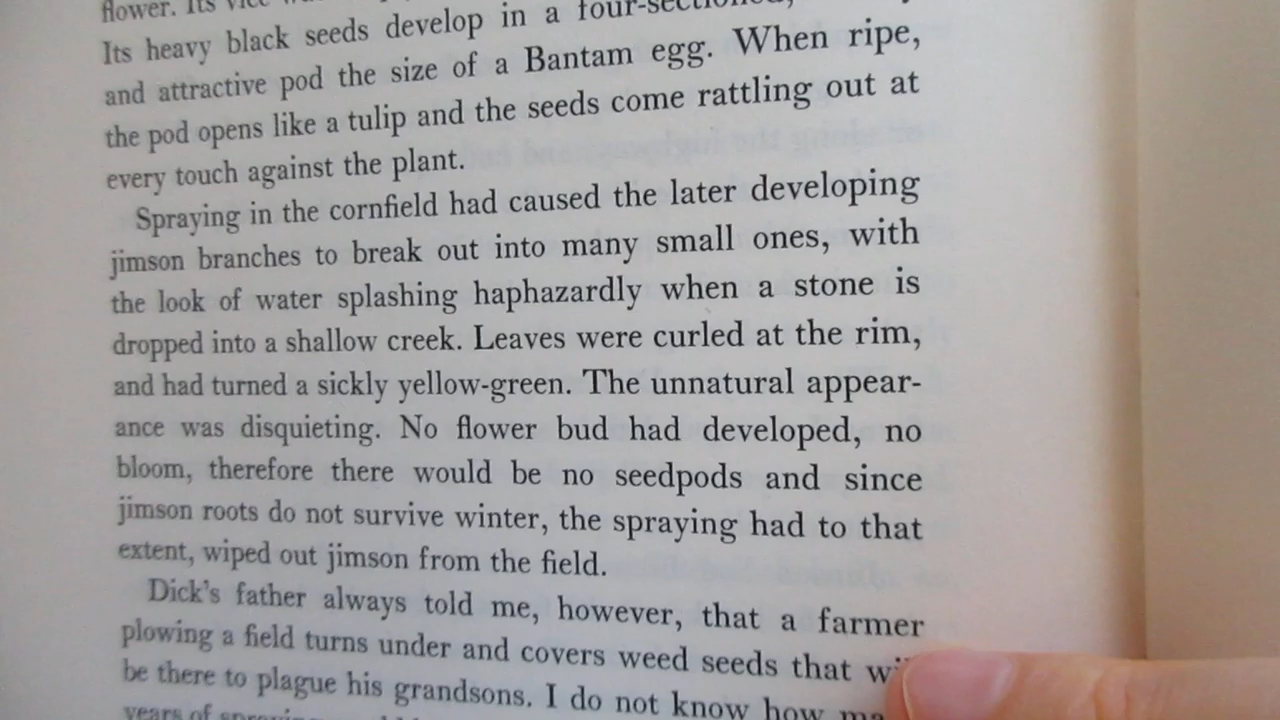 flower. Its vice
Its heavy black seeds develop in a four-sectioned,
and attractive pod the size of a Bantam egg. When ripe,
the pod opens like a tulip and the seeds come rattling out at
every touch against the plant.
Spraying in the cornfield had caused the later developing
jimson branches to break out into many small ones, with
the look of water splashing haphazardly when a stone is
dropped into a shallow creek. Leaves were curled at the rim,
and had turned a sickly yellow-green. The unnatural appear-
ance was disquieting. No flower bud had developed, no
bloom, therefore there would be no seedpods and since
jimson roots do not survive winter, the spraying had to that
extent, wiped out jimson from the field.
Dick's father always told me, however, that a farmer
plowing a field turns under and covers weed seeds that
be there to plague his grandsons. I do not know how
years of